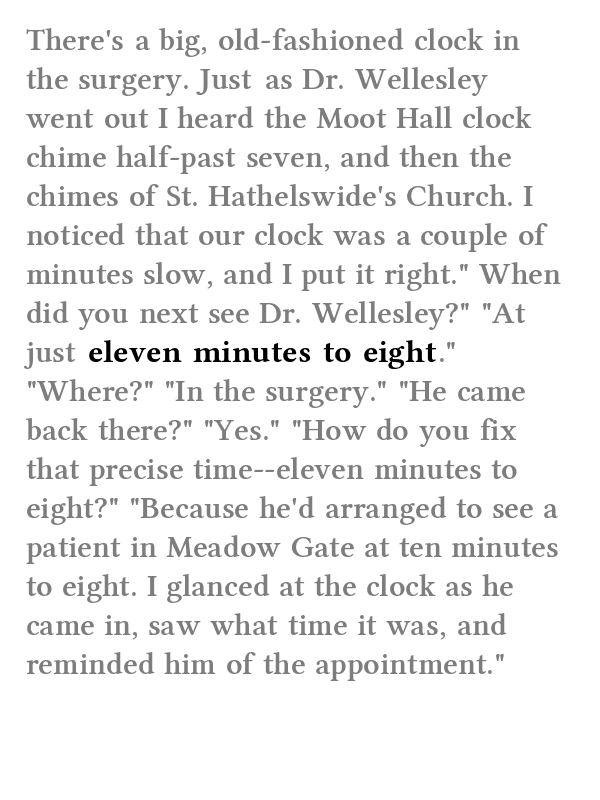 There's a big, old-fashioned clock in
the surgery. Just as Dr. Wellesley
went out I heard the Moot Hall clock
chime half-past seven, and then the
chimes of St. Hathelswide's Church. I
noticed that our clock was a couple of
minutes slow, and I put it right." When
did you next see Dr. Wellesley?" "At
just eleven minutes to eight."
"Where?" "In the surgery." "He came
back there?" "Yes." "How do you fix
that precise time--eleven minutes to
eight?" "Because he'd arranged to see a
patient in Meadow Gate at ten minutes
to eight. I glanced at the clock as he
came in, saw what time it was, and
reminded him of the appointment."